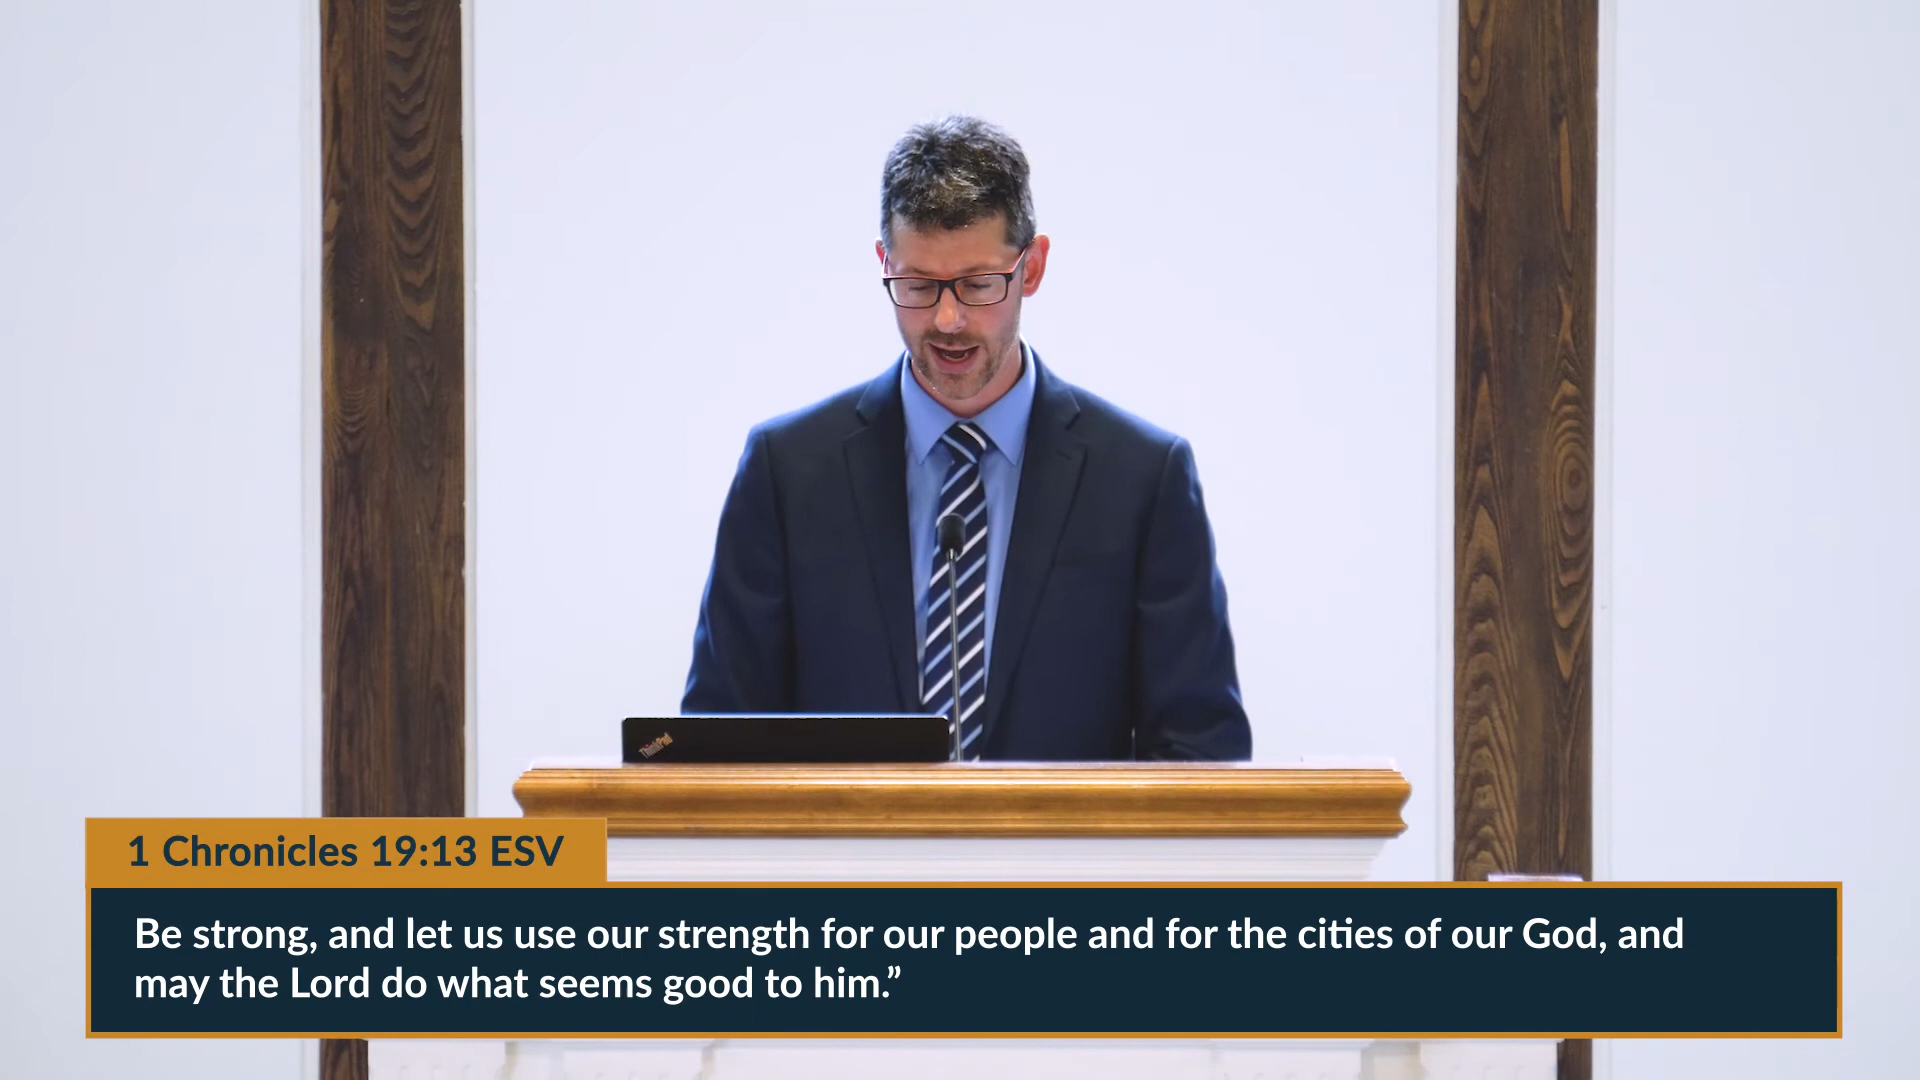 ThinkPad
1 Chronicles 19:13 ESV
Be strong, and let us use our strength for our people and for the cities of our God, and
may the Lord do what seems good to him.”